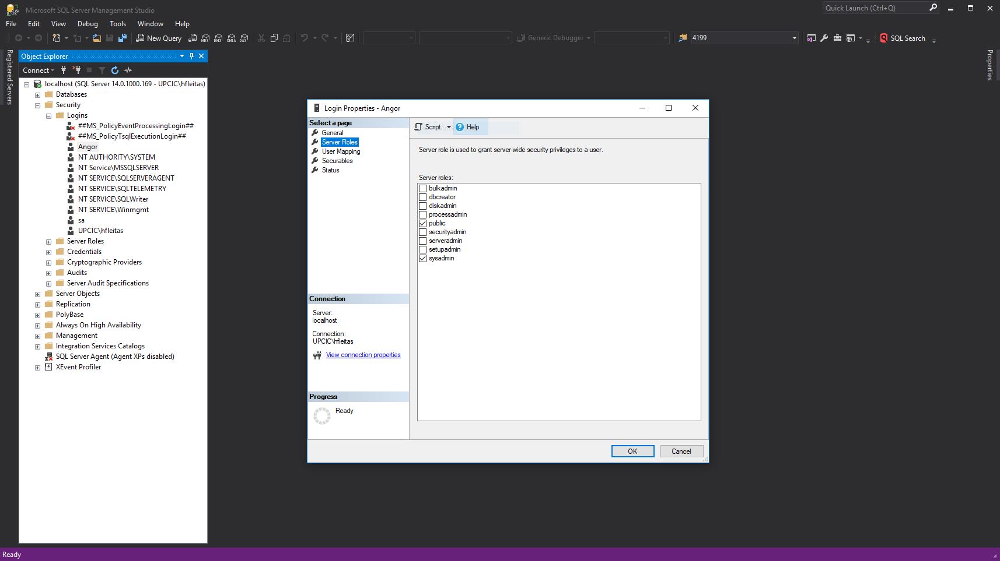 Microsoft SQL Server Management Studio
Quick Launch (Ctrl+Q)
File Edit View Debug Tools Window Help
New Query
MDX
DMX
XMLA
DAX
Generic Debugger
4199
SQL Search
Registered Servers
Object Explorer
Connect
localhost (SQL Server 14.0.1000.169 - UPCIC\hfleitas)
Databases
Security
Logins
##MS_PolicyEventProcessingLogin##
##MS_PolicyTsqlExecutionLogin##
Angor
NT AUTHORITY\SYSTEM
NT Service\MSSQLSERVER
NT SERVICE\SQLSERVERAGENT
NT SERVICE\SQLTELEMETRY
NT SERVICE\SQLWriter
NT SERVICE\Winmgmt
sa
UPCIC\hfleitas
Server Roles
Credentials
Cryptographic Providers
Audits
Server Audit Specifications
Server Objects
Replication
PolyBase
Always On High Availability
Management
Integration Services Catalogs
SQL Server Agent (Agent XPs disabled)
XEvent Profiler
Login Properties - Angor
Select a page
General
Server Roles
User Mapping
Securables
Status
Connection
Server:
localhost
Connection:
UPCIC\hfleitas
View connection properties
Progress
Ready
Script
Help
Server role is used to grant server-wide security privileges to a user.
Server roles:
bulkadmin
dbcreator
diskadmin
processadmin
public
securityadmin
serveradmin
setupadmin
sysadmin
OK
Cancel
Properties
Ready